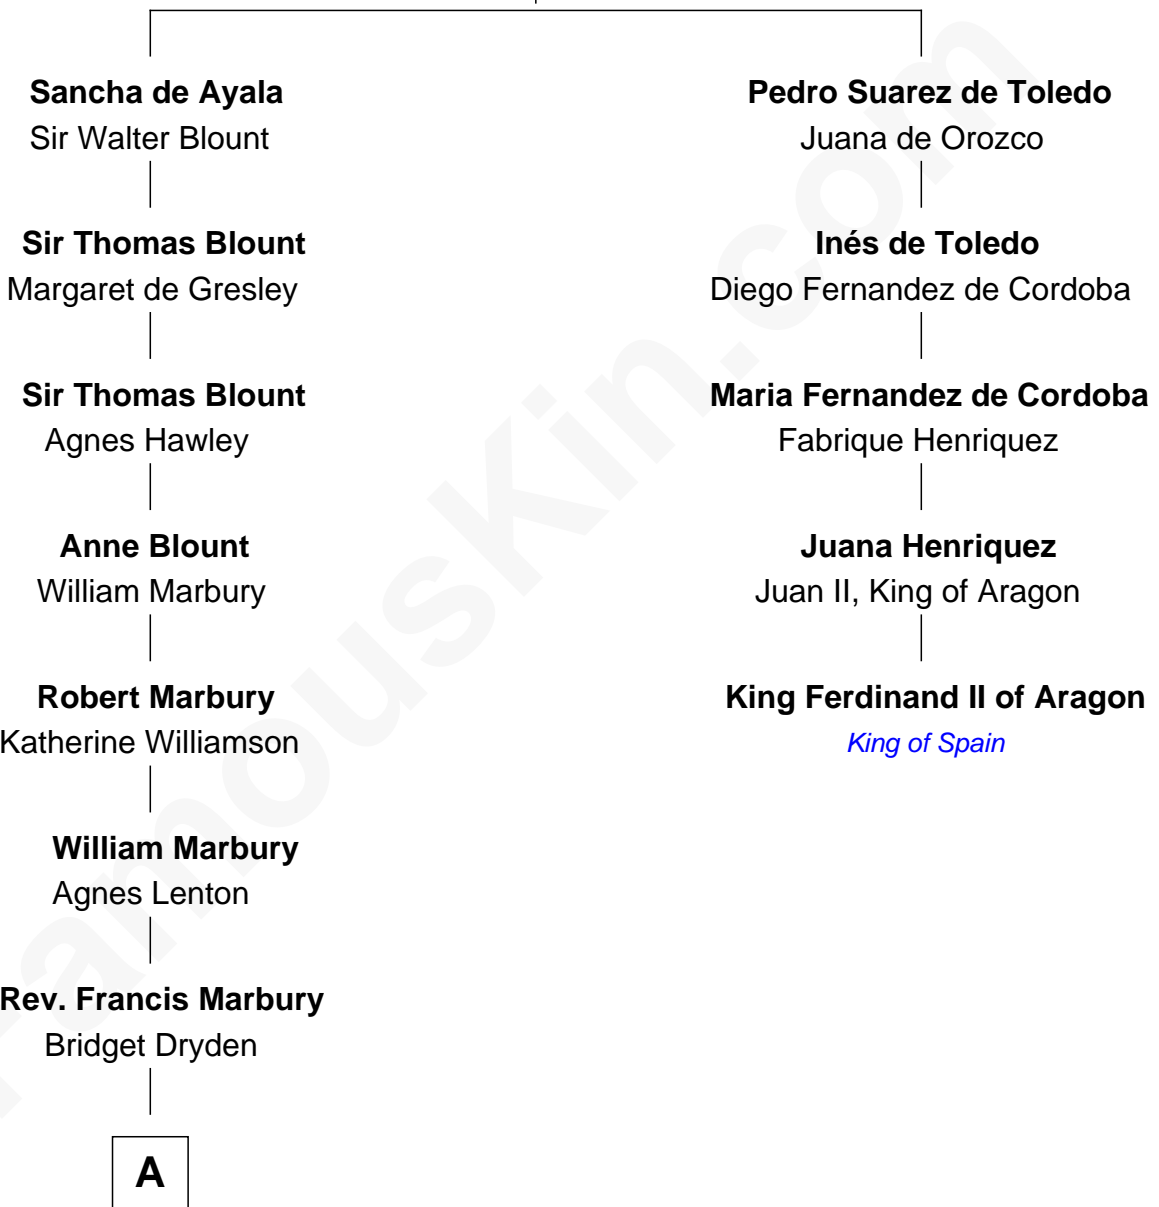 Sancha de Ayala
Sir Walter Blount
Sir Thomas Blount
Margaret de Gresley
Sir Thomas Blount
Agnes Hawley
Anne Blount
William Marbury
Robert Marbury
Katherine Williamson
William Marbury
Agnes Lenton
Rev. Francis Marbury
Bridget Dryden
A
Pedro Suarez de Toledo
Juana de Orozco
Inés de Toledo
Diego Fernandez de Cordoba
Maria Fernandez de Cordoba
Fabrique Henriquez
Juana Henriquez
Juan II, King of Aragon
King Ferdinand II of Aragon
King of Spain
FamousKin.com